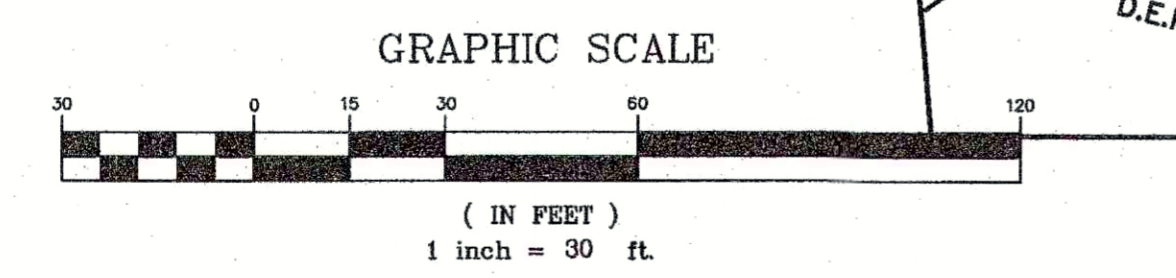 GRAPHIC SCALE
30 0 15 30 60 120
( IN FEET )
1 inch = 30 ft.